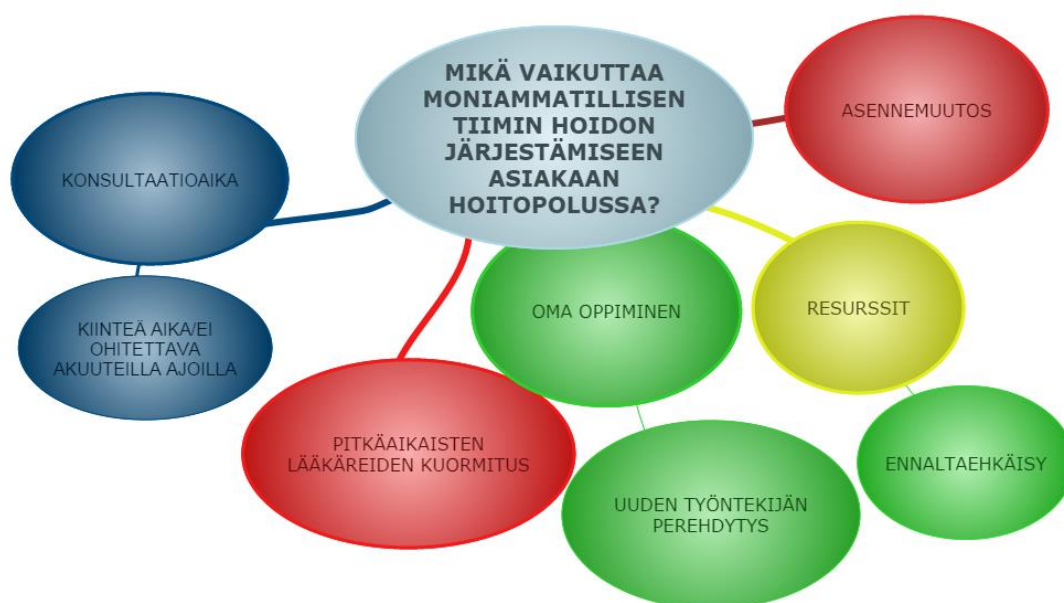 MIKÄ VAIKUTTAA
MONIAMMATILLISEN
TIIMIN HOIDON
JÄRJESTÄMISEEN
ASIAKAAN
HOITOPOLUSSA?
ASENNEMUUTOS
KONSULTAATIOAIKA
KIINTEÄ AIKA/EI
OHITETTAVA
AKUUTEILLA AJOILLA
OMA OPPIMINEN
RESURSSIT
PITKÄAIKAISTEN
LÄÄKÄREIDEN KUORMITUS
ENNALTAEHKÄISY
UUDEN TYÖNTEKIJÄN
PEREHDYTYS